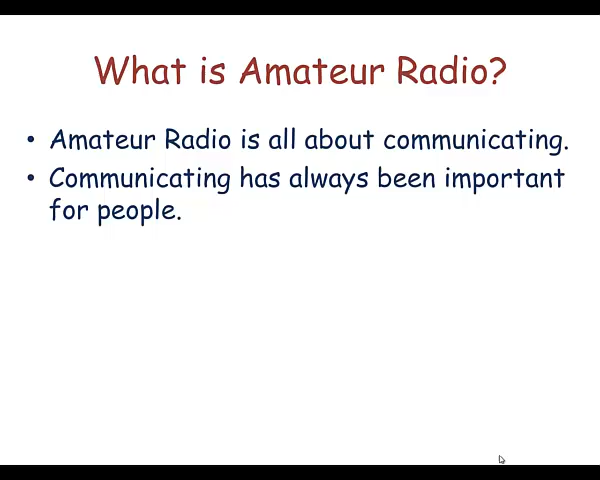 What is Amateur Radio?
• Amateur Radio is all about communicating.
• Communicating has always been important
for people.